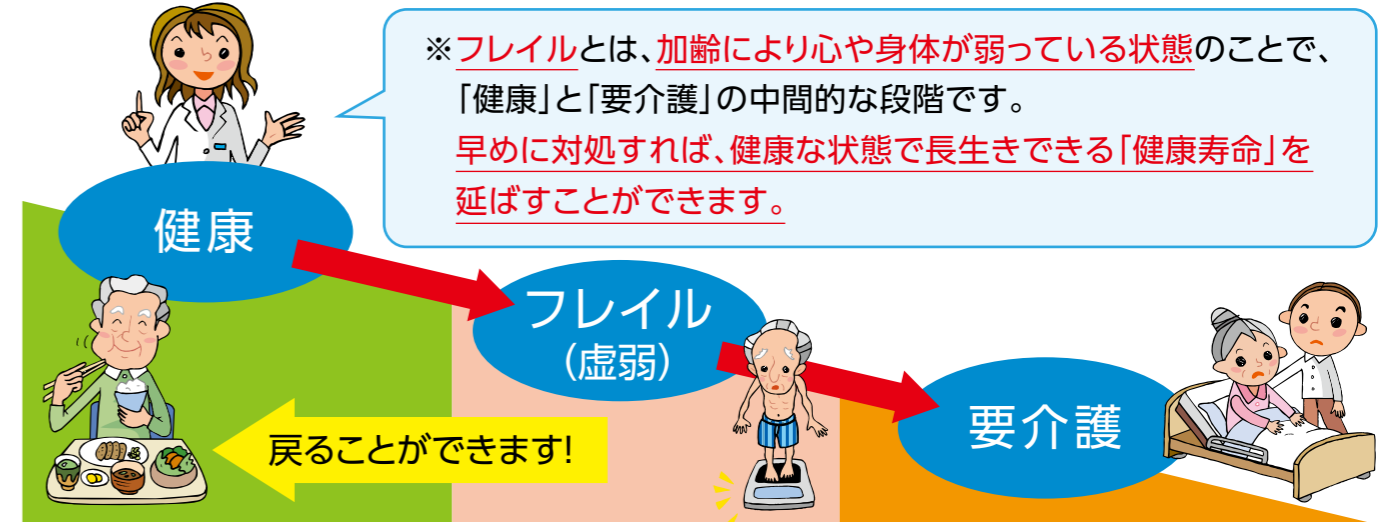 ※フレイルとは、加齢により心や身体が弱っている状態のことで、
「健康」と「要介護」の中間的な段階です。
早めに対処すれば、健康な状態で長生きできる「健康寿命」を
延ばすことができます。
健康
フレイル
(虚弱)
要介護
戻ることができます!